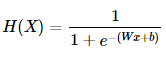 H(X) = 1 / (1 + e^{-(Wx+b)})